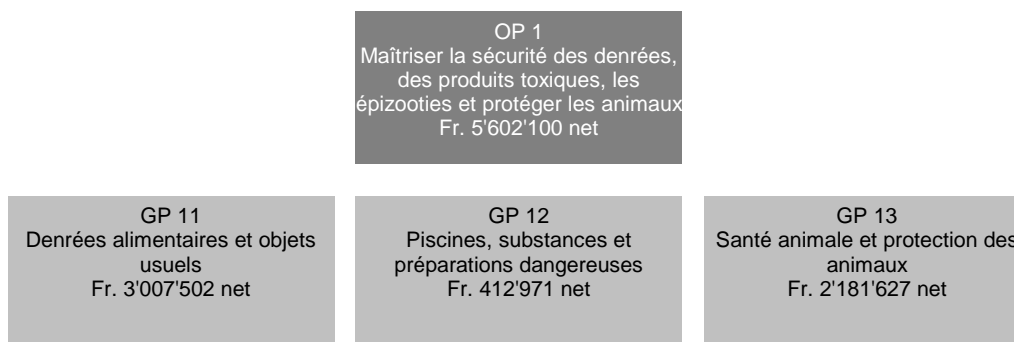 OP 1
Maîtriser la sécurité des denrées,
des produits toxiques, les
épizooties et protéger les animaux
Fr. 5'602'100 net
GP 11
Denrées alimentaires et objets
usuels
Fr. 3'007'502 net
GP 12
Piscines, substances et
préparations dangereuses
Fr. 412'971 net
GP 13
Santé animale et protection des
animaux
Fr. 2'181'627 net